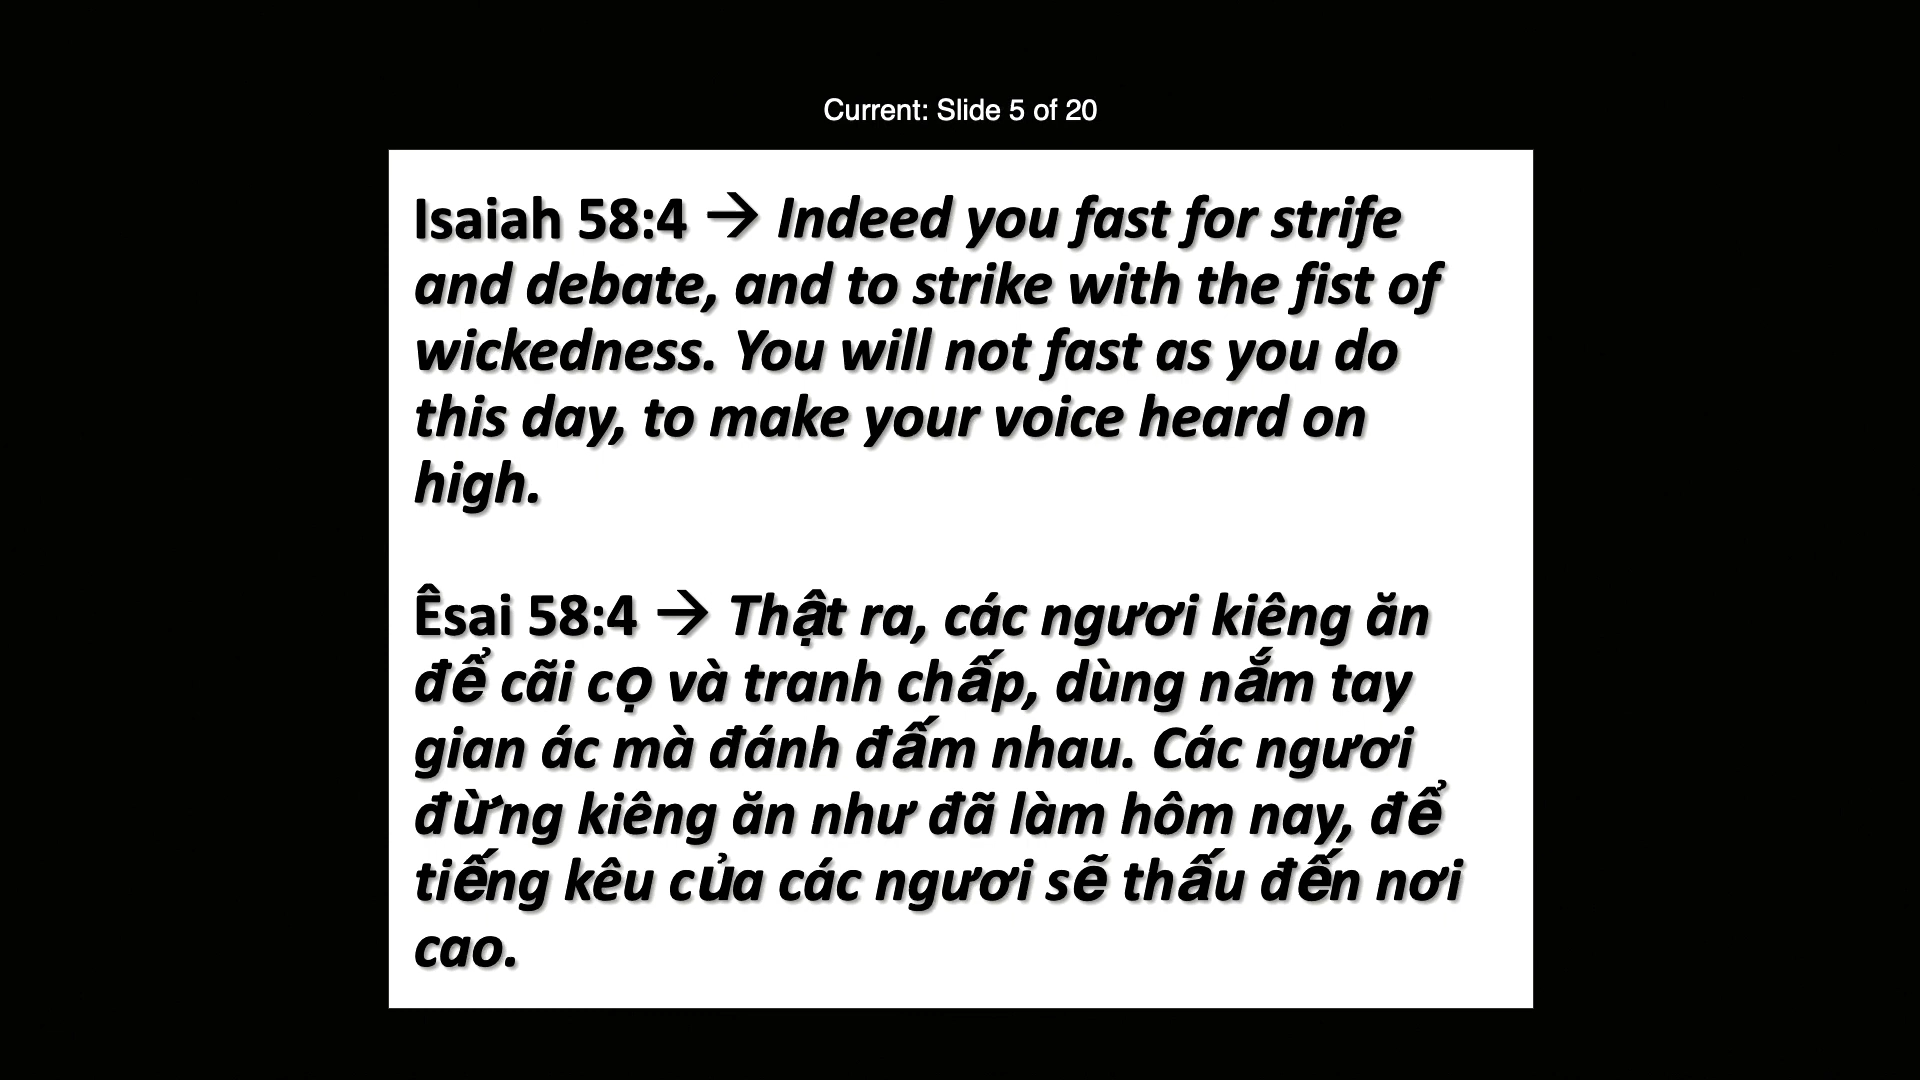 Current: Slide 5 of 20
Isaiah 58:4 → Indeed you fast for strife
and debate, and to strike with the fist of
wickedness. You will not fast as you do
this day, to make your voice heard on
high.
Êsai 58:4 → Thật ra, các ngươi kiêng ăn
để cãi cọ và tranh chấp, dùng nắm tay
gian ác mà đánh đấm nhau. Các ngươi
đừng kiêng ăn như đã làm hôm nay, để
tiếng kêu của các ngươi sẽ thấu đến nơi
cao.